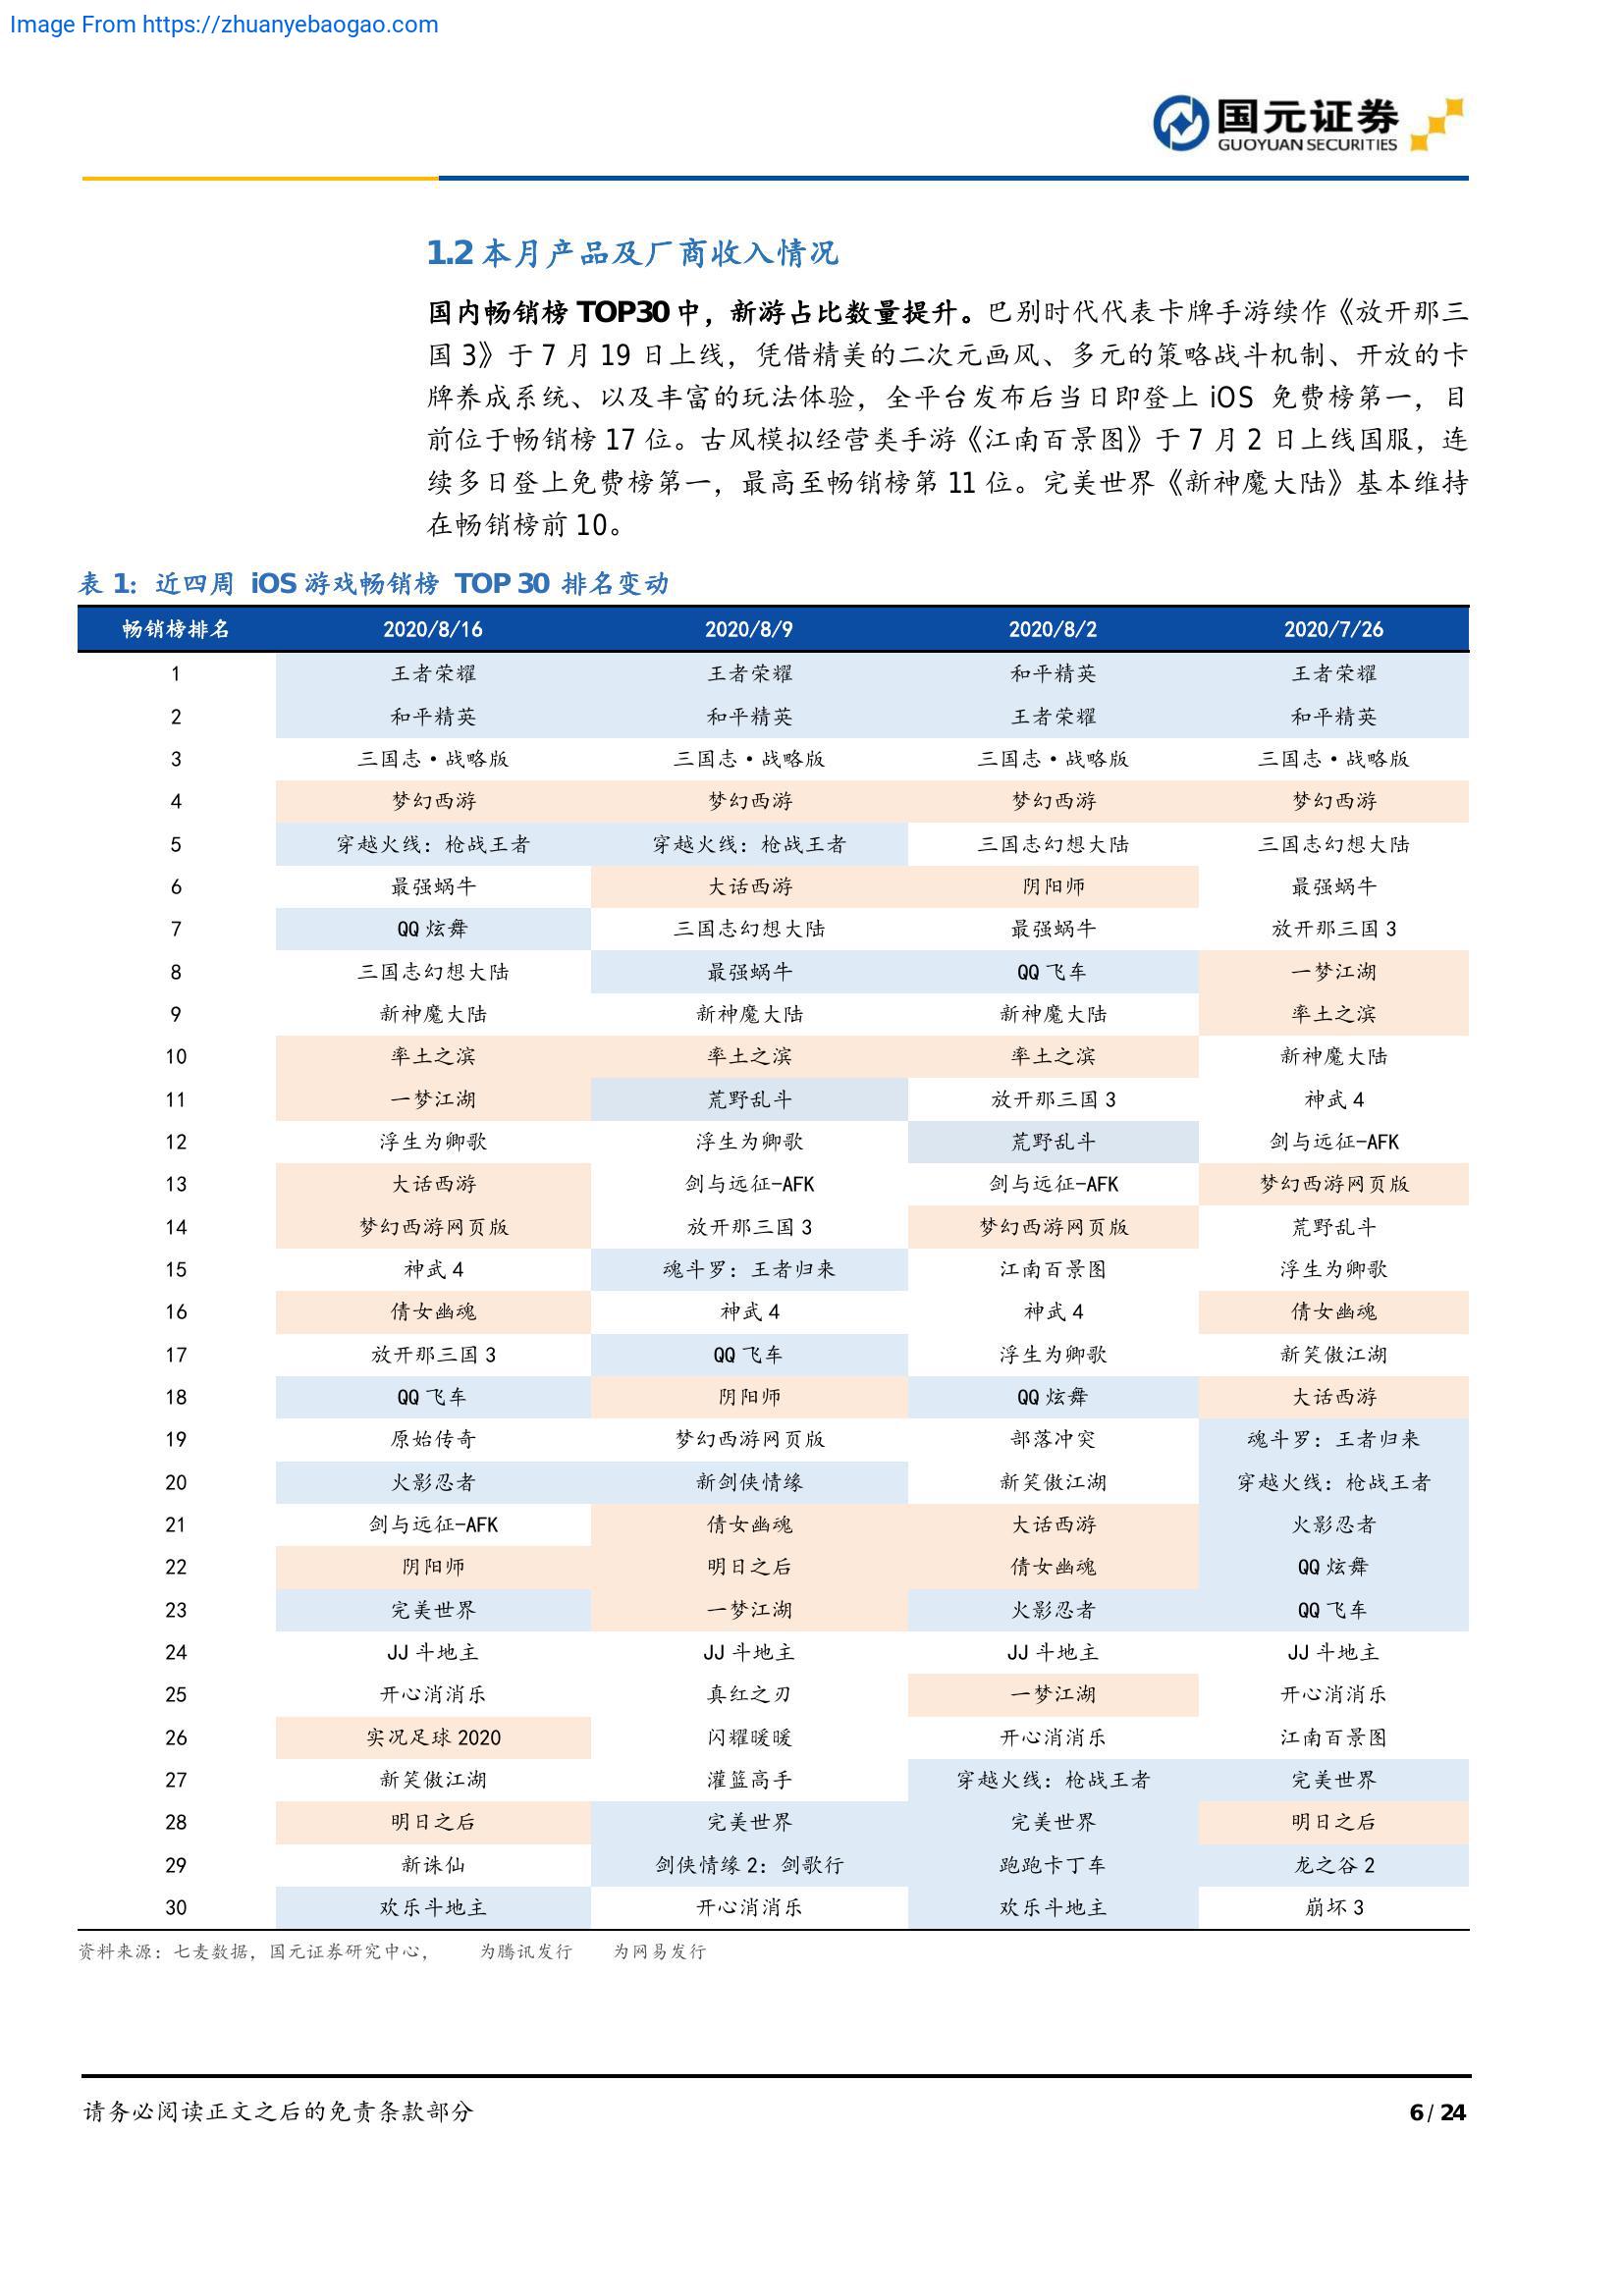 Image From https://zhuanyebaogao.com
国元证券
GUOYUAN SECURITIES
1.2 本月产品及厂商收入情况
国内畅销榜 TOP30 中，新游占比数量提升。巴别时代代表卡牌手游续作《放开那三
国 3》于 7 月 19 日上线，凭借精美的二次元画风、多元的策略战斗机制、开放的卡
牌养成系统、以及丰富的玩法体验，全平台发布后当日即登上 iOS 免费榜第一，目
前位于畅销榜 17 位。古风模拟经营类手游《江南百景图》于 7 月 2 日上线国服，连
续多日登上免费榜第一，最高至畅销榜第 11 位。完美世界《新神魔大陆》基本维持
在畅销榜前 10。
表 1：近四周 iOS 游戏畅销榜 TOP 30 排名变动
畅销榜排名 2020/8/16 2020/8/9 2020/8/2 2020/7/26
1 王者荣耀 王者荣耀 和平精英 王者荣耀
2 和平精英 和平精英 王者荣耀 和平精英
3 三国志·战略版 三国志·战略版 三国志·战略版 三国志·战略版
4 梦幻西游 梦幻西游 梦幻西游 梦幻西游
5 穿越火线：枪战王者 穿越火线：枪战王者 三国志幻想大陆 三国志幻想大陆
6 最强蜗牛 大话西游 阴阳师 最强蜗牛
7 QQ 炫舞 三国志幻想大陆 最强蜗牛 放开那三国 3
8 三国志幻想大陆 最强蜗牛 QQ 飞车 一梦江湖
9 新神魔大陆 新神魔大陆 新神魔大陆 率土之滨
10 率土之滨 率土之滨 率土之滨 新神魔大陆
11 一梦江湖 荒野乱斗 放开那三国 3 神武 4
12 浮生为卿歌 浮生为卿歌 荒野乱斗 剑与远征-AFK
13 大话西游 剑与远征-AFK 剑与远征-AFK 梦幻西游网页版
14 梦幻西游网页版 放开那三国 3 梦幻西游网页版 荒野乱斗
15 神武 4 魂斗罗：王者归来 江南百景图 浮生为卿歌
16 倩女幽魂 神武 4 神武 4 倩女幽魂
17 放开那三国 3 QQ 飞车 浮生为卿歌 新笑傲江湖
18 QQ 飞车 阴阳师 QQ 炫舞 大话西游
19 原始传奇 梦幻西游网页版 部落冲突 魂斗罗：王者归来
20 火影忍者 新剑侠情缘 新笑傲江湖 穿越火线：枪战王者
21 剑与远征-AFK 倩女幽魂 大话西游 火影忍者
22 阴阳师 明日之后 倩女幽魂 QQ 炫舞
23 完美世界 一梦江湖 火影忍者 QQ 飞车
24 JJ 斗地主 JJ 斗地主 JJ 斗地主 JJ 斗地主
25 开心消消乐 真红之刃 一梦江湖 开心消消乐
26 实况足球 2020 闪耀暖暖 开心消消乐 江南百景图
27 新笑傲江湖 灌篮高手 穿越火线：枪战王者 完美世界
28 明日之后 完美世界 完美世界 明日之后
29 新诛仙 剑侠情缘 2：剑歌行 跑跑卡丁车 龙之谷 2
30 欢乐斗地主 开心消消乐 欢乐斗地主 崩坏 3
资料来源：七麦数据，国元证券研究中心， 为腾讯发行 为网易发行
请务必阅读正文之后的免责条款部分 6 / 24